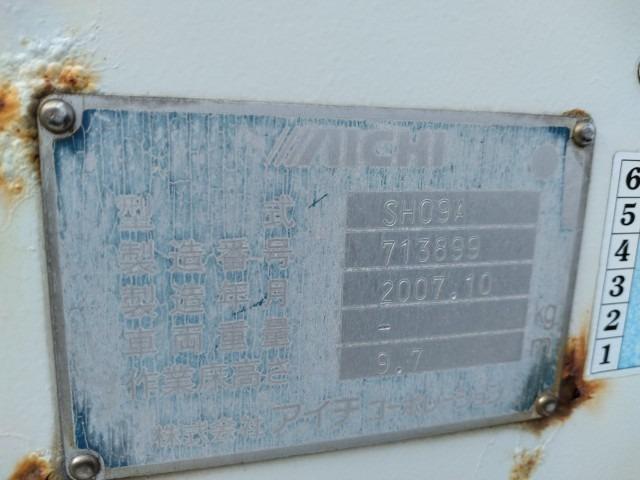 AICHI
型式 SH09A
製造番号 713899
製造年月 2007.10
車両重量 - kg
作業床高さ 9.7 m
株式会社 アイチ コーポレーション
6
5
4
3
2
1